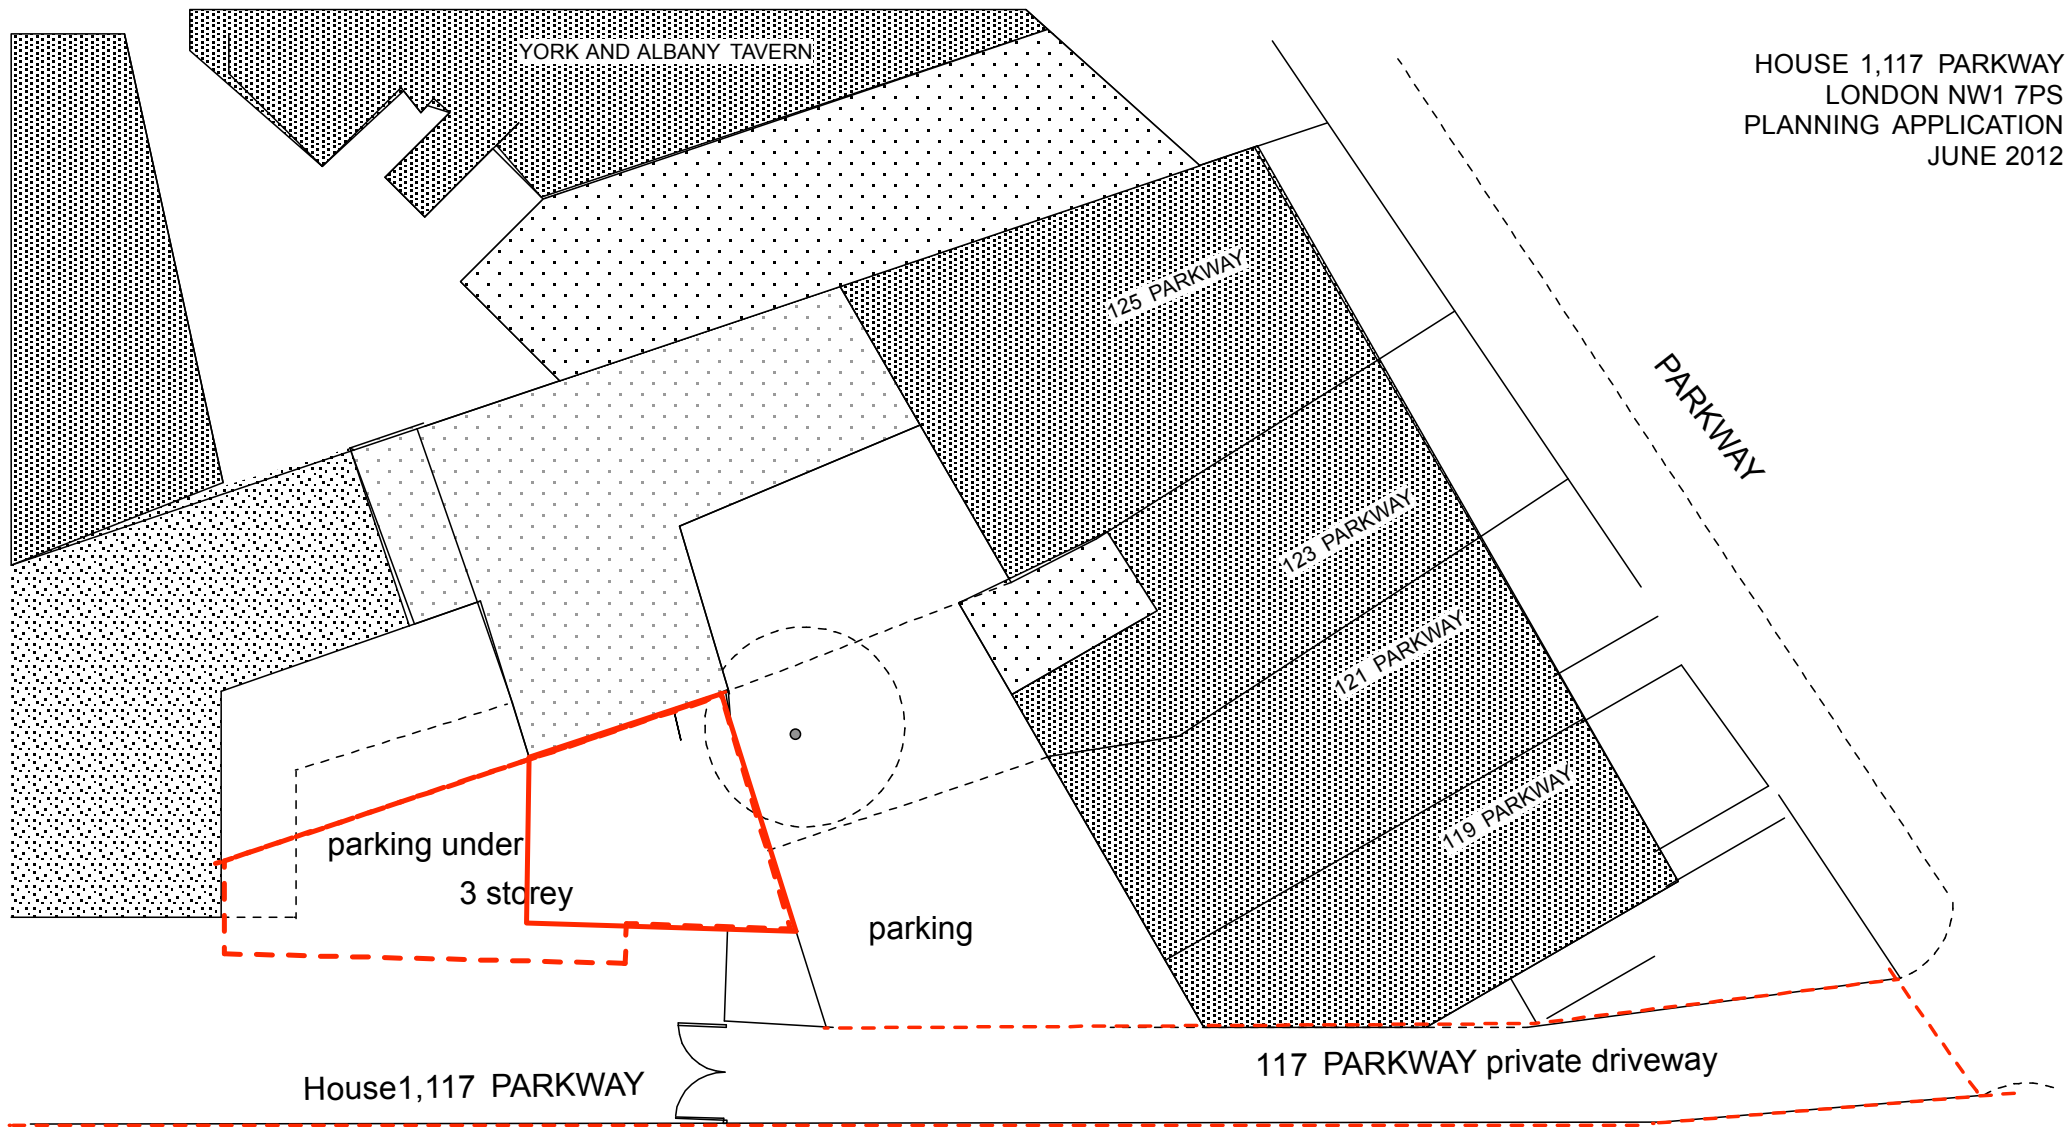 YORK AND ALBANY TAVERN
HOUSE 1,117 PARKWAY
LONDON NW1 7PS
PLANNING APPLICATION
JUNE 2012
125 PARKWAY
PARKWAY
123 PARKWAY
121 PARKWAY
119 PARKWAY
parking under
3 storey
parking
117 PARKWAY private driveway
House1,117 PARKWAY